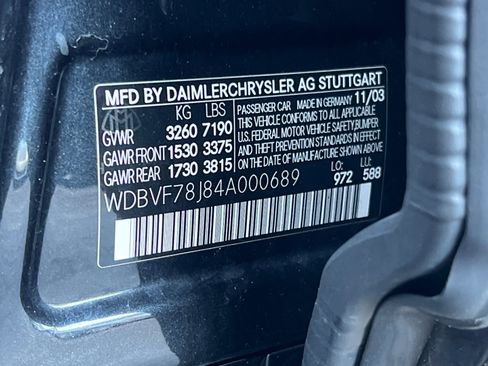 MFD BY DAIMLERCHRYSLER AG STUTTGART
KG LBS PASSENGER CAR MADE IN GERMANY 11/03
GVWR 3260 7190 THIS VEHICLE CONFORMS TO ALL APPLICABLE
GAWR FRONT 1530 3375 U.S. FEDERAL MOTOR VEHICLE SAFETY, BUMPER
GAWR REAR 1730 3815 AND THEFT PREVENTION STANDARDS IN EFFECT
ON THE DATE OF MANUFACTURE SHOWN ABOVE.
WDBVF78J84A000689 LO: LU:
972 588